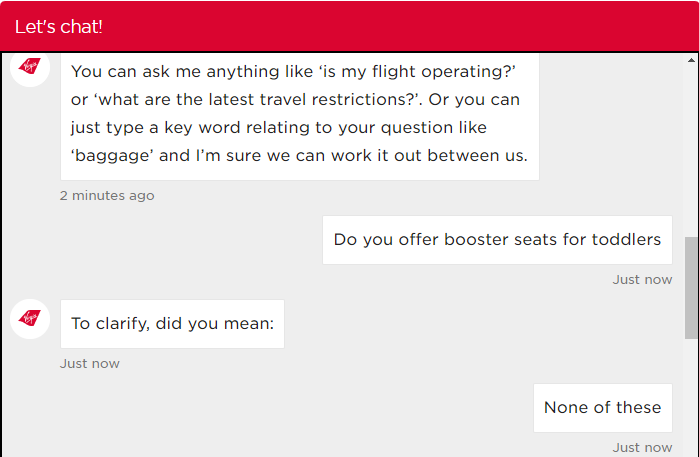 Let's chat!
You can ask me anything like ‘is my flight operating?’
or ‘what are the latest travel restrictions?’. Or you can
just type a key word relating to your question like
‘baggage’ and I’m sure we can work it out between us.
2 minutes ago
Do you offer booster seats for toddlers
Just now
To clarify, did you mean:
Just now
None of these
Just now